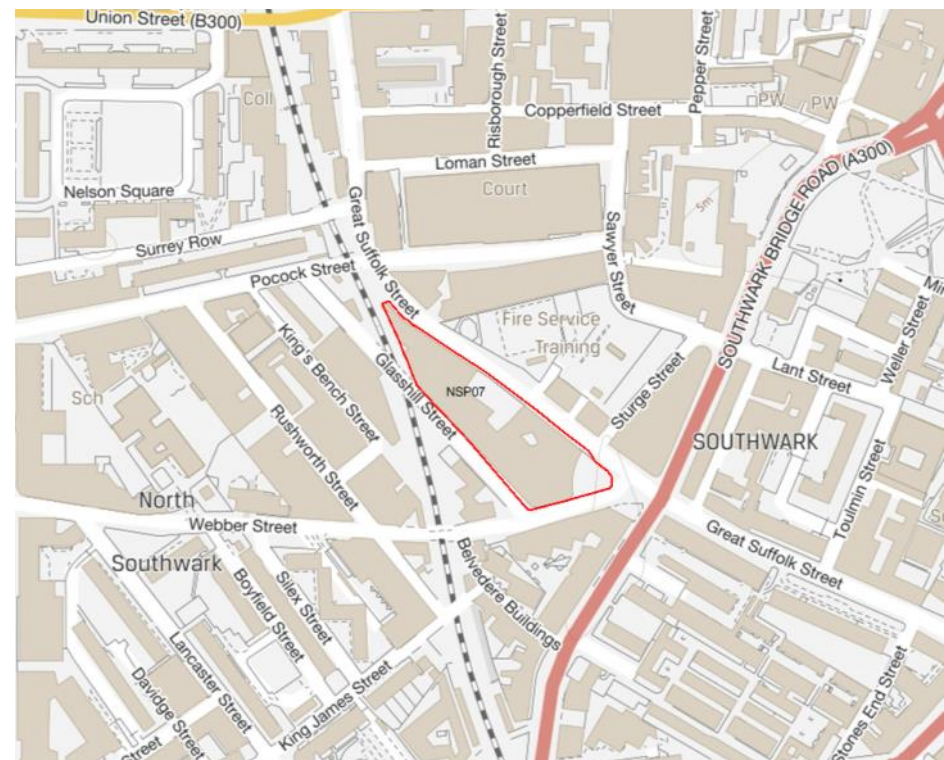 Union Street (B300)
Coll
Risborough Street
Pepper Street
Copperfield Street
PW
PW
Loman Street
Court
Nelson Square
Great Suffolk Street
5m
SOUTHWARK BRIDGE ROAD (A300)
Surrey Row
Sawyer Street
Pocock Street
Fire Service
Training
Weller Street
Lant Street
King's Bench Street
Glasshill Street
NSP07
Sturge Street
Sch
Rushworth Street
SOUTHWARK
Toulmin Street
North
Southwark
Webber Street
Great Suffolk Street
Belvedere Buildings
Silex Street
Boyfield Street
Lancaster Street
Davidge Street
King James Street
Stones End Street
Street